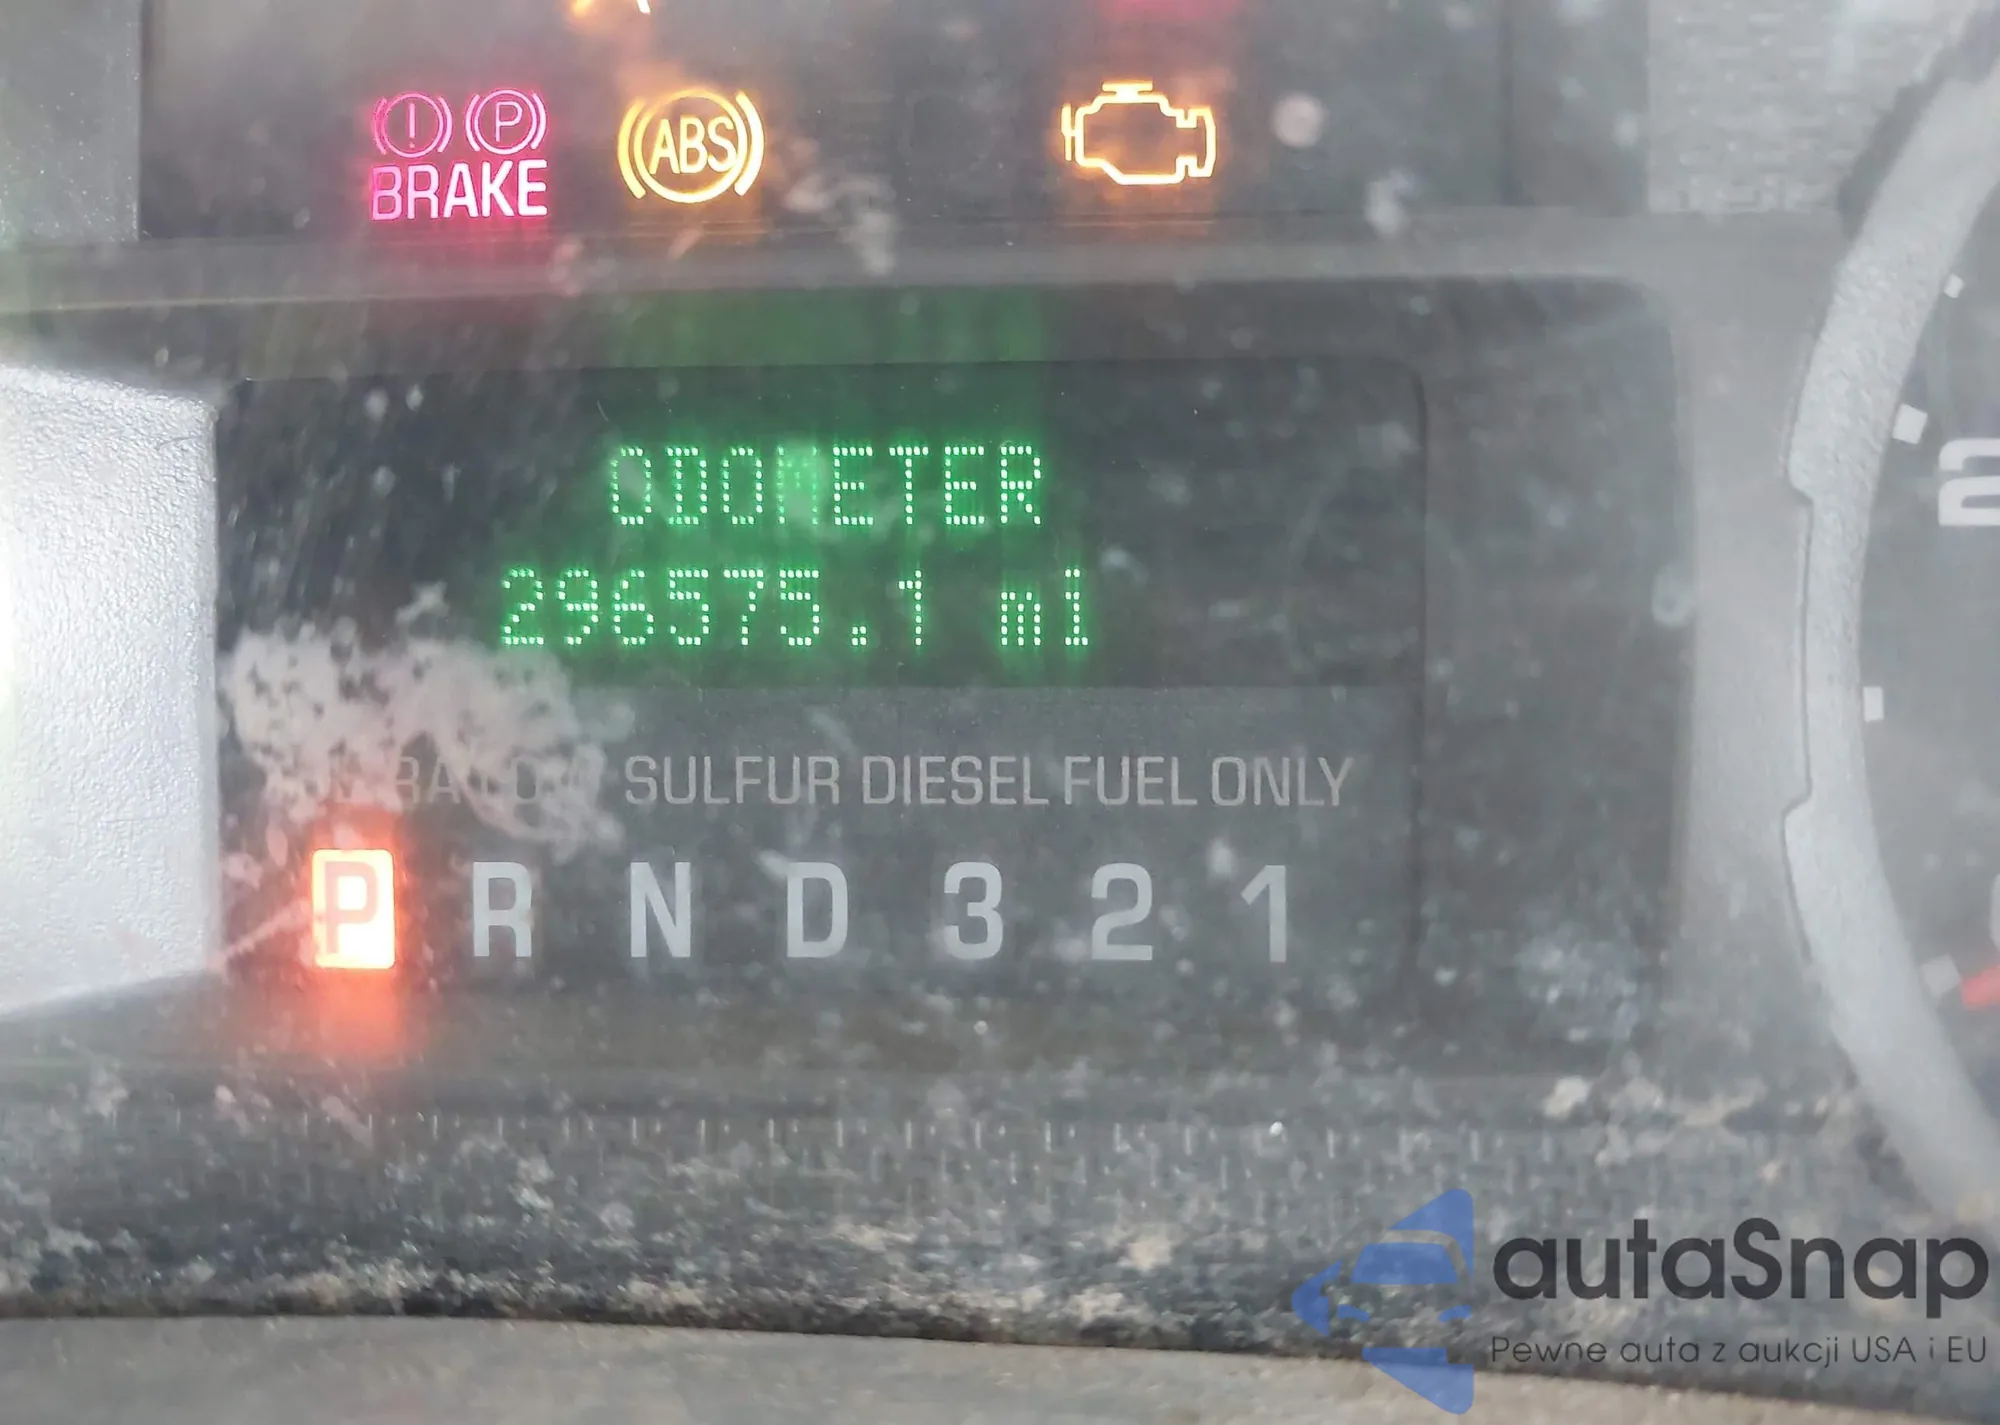 BRAKE
ABS
ODOMETER
296575.1 mi
SULFUR DIESEL FUEL ONLY
P R N D 3 2 1
2
autaSnap
Pewne auta z aukcji USA i EU